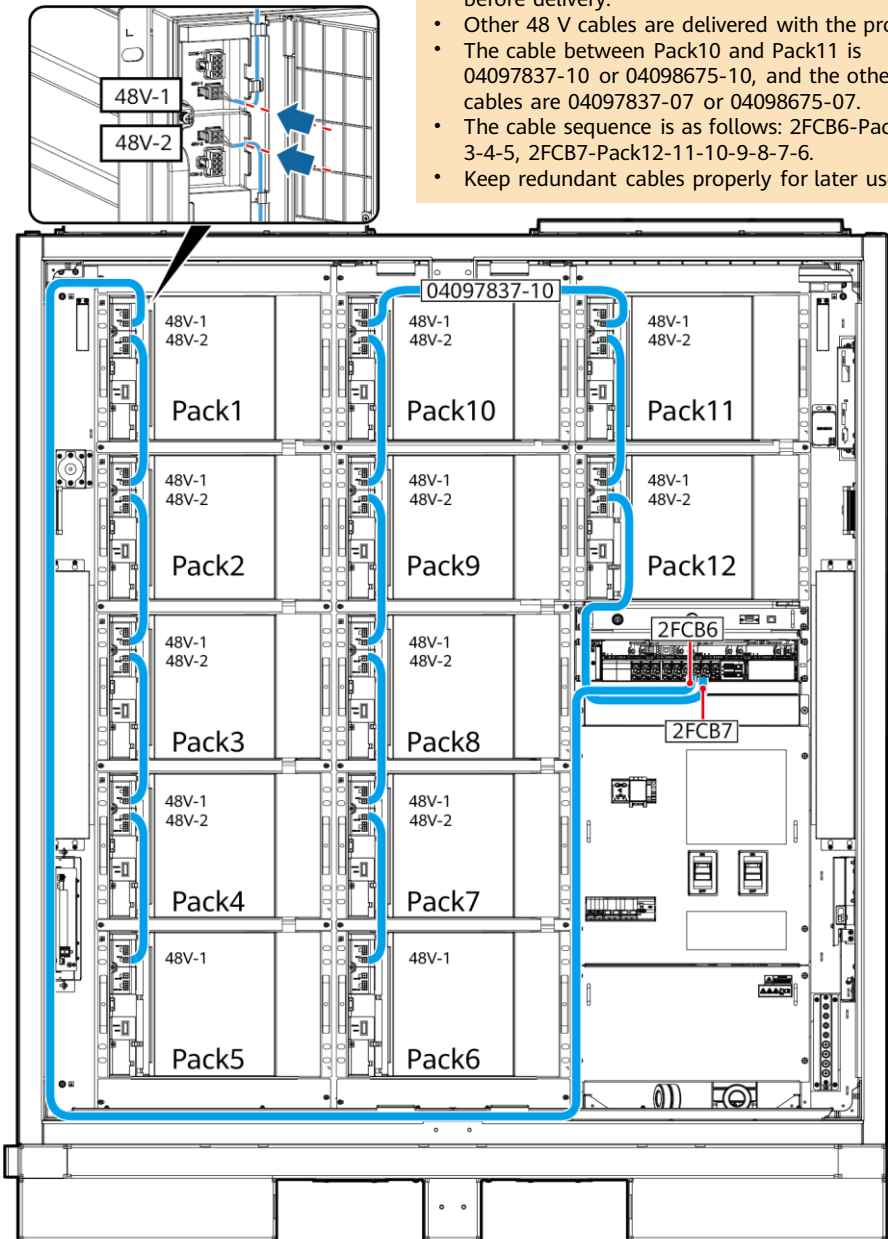 before delivery.
• Other 48 V cables are delivered with the pro
• The cable between Pack10 and Pack11 is
04097837-10 or 04098675-10, and the othe
cables are 04097837-07 or 04098675-07.
• The cable sequence is as follows: 2FCB6-Pac
3-4-5, 2FCB7-Pack12-11-10-9-8-7-6.
• Keep redundant cables properly for later us
48V-1
48V-2
04097837-10
48V-1
48V-2
Pack1
48V-1
48V-2
Pack10
48V-1
48V-2
Pack11
48V-1
48V-2
Pack2
48V-1
48V-2
Pack9
48V-1
48V-2
Pack12
2FCB6
2FCB7
48V-1
48V-2
Pack3
48V-1
48V-2
Pack8
48V-1
48V-2
Pack4
48V-1
48V-2
Pack7
48V-1
Pack5
48V-1
Pack6